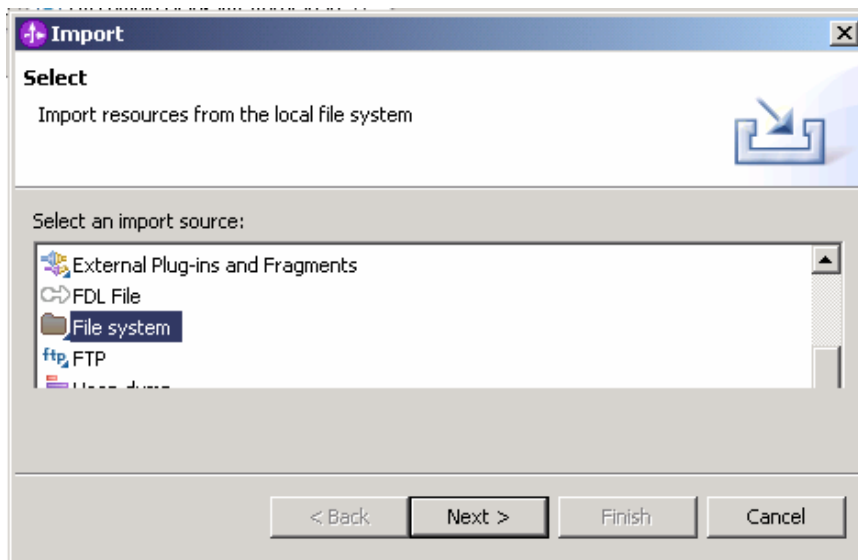 Import
Select
Import resources from the local file system
Select an import source:
External Plug-ins and Fragments
FDL File
File system
ftp FTP
< Back Next > Finish Cancel